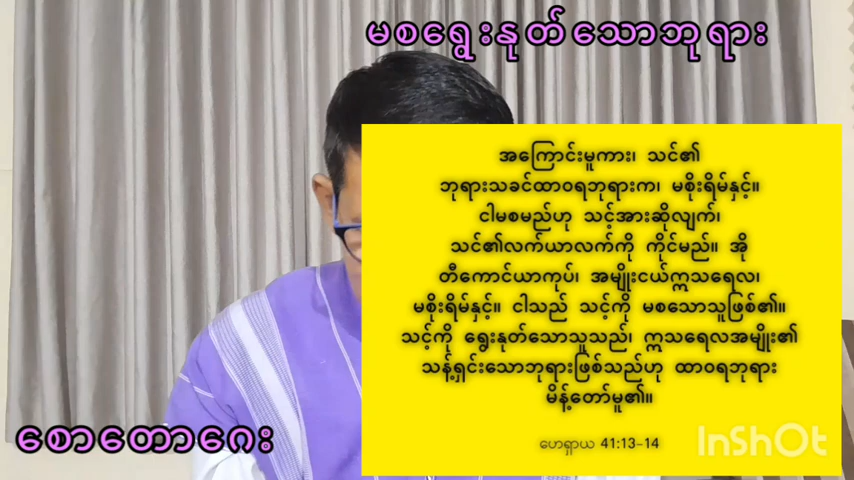 မစရွေးနုတ်သောဘုရား
အကြောင်းမူကား၊ သင်၏
ဘုရားသခင်ထာဝရဘုရားက၊ မစိုးရိမ်နှင့်။
ငါမစမည်ဟု သင့်အားဆိုလျက်၊
သင်၏လက်ယာလက်ကို ကိုင်မည်။ အို
တီကောင်ယာကုပ်၊ အမျိုးငယ်ဣသရေလ၊
မစိုးရိမ်နှင့်။ ငါသည် သင့်ကို မစသောသူဖြစ်၏။
သင့်ကို ရွေးနုတ်သောသူသည်၊ ဣသရေလအမျိုး၏
သန့်ရှင်းသောဘုရားဖြစ်သည်ဟု ထာဝရဘုရား
မိန့်တော်မူ၏။
ဟေရှာယ 41:13-14
စောတောဂေး
InShOt